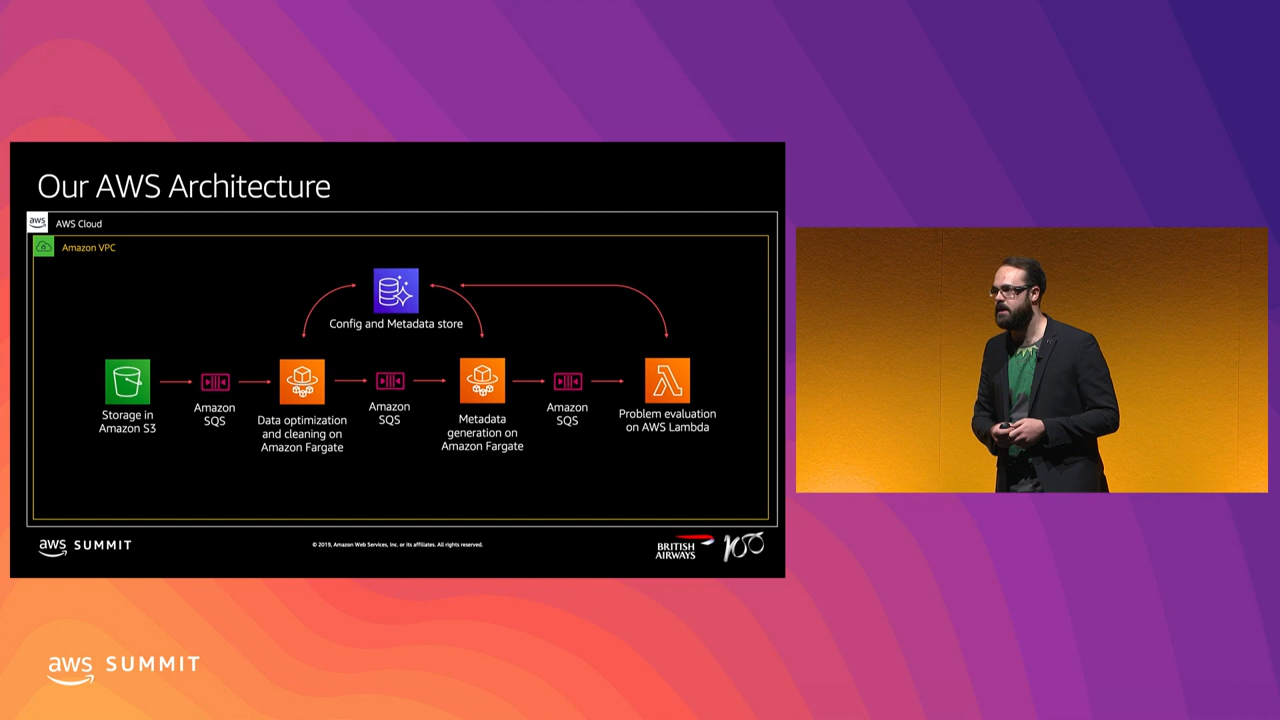 Our AWS Architecture
aws
AWS Cloud
Amazon VPC
Config and Metadata store
Storage in
Amazon S3
Amazon
SQS
Data optimization
and cleaning on
Amazon Fargate
Amazon
SQS
Metadata
generation on
Amazon Fargate
Amazon
SQS
Problem evaluation
on AWS Lambda
aws SUMMIT
© 2019, Amazon Web Services, Inc. or its affiliates. All rights reserved.
BRITISH
AIRWAYS
100
aws SUMMIT